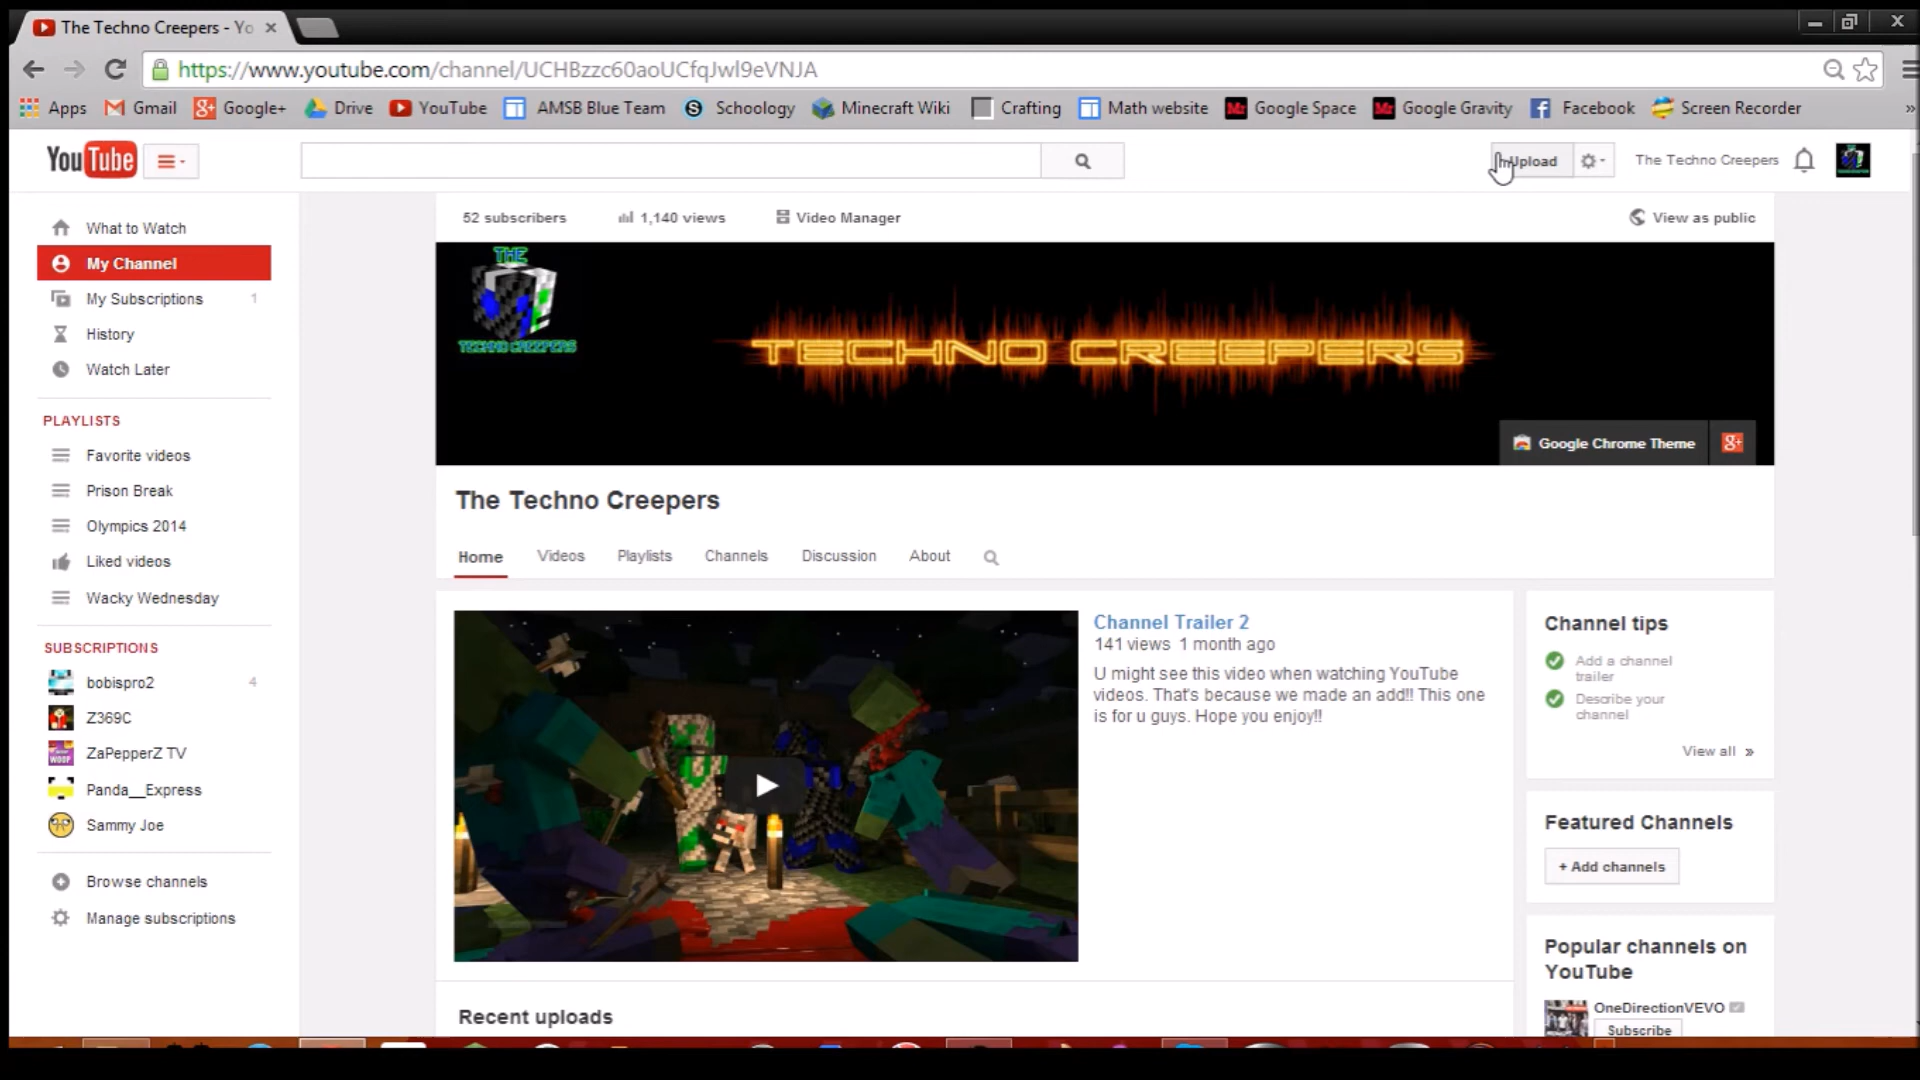 The Techno Creepers - Yo
https://www.youtube.com/channel/UCHBzzc60aoUCfqJwl9eVNJA
Apps Gmail Google+ Drive YouTube AMSB Blue Team Schoology Minecraft Wiki Crafting Math website Google Space Google Gravity Facebook Screen Recorder »
YouTube
Upload
The Techno Creepers
52 subscribers 1,140 views Video Manager View as public
What to Watch
My Channel
My Subscriptions 1
History
Watch Later
PLAYLISTS
Favorite videos
Prison Break
Olympics 2014
Liked videos
Wacky Wednesday
SUBSCRIPTIONS
bobispro2 4
Z369C
ZaPepperZ TV
Panda__Express
Sammy Joe
Browse channels
Manage subscriptions
THE
TECHNO CREEPERS
TECHNO CREEPERS
Google Chrome Theme
The Techno Creepers
Home Videos Playlists Channels Discussion About
Channel Trailer 2
141 views 1 month ago
U might see this video when watching YouTube
videos. That's because we made an add!! This one
is for u guys. Hope you enjoy!!
Recent uploads
Channel tips
Add a channel
trailer
Describe your
channel
View all »
Featured Channels
+ Add channels
Popular channels on
YouTube
OneDirectionVEVO
Subscribe